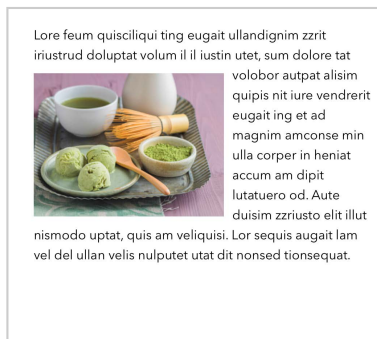 Lore feum quisciliqui ting eugait ullandignim zzrit
iriustrud doluptat volum il il iustin utet, sum dolore tat
volobor autpat alisim
quipis nit iure vendrerit
eugait ing et ad
magnim amconse min
ulla corper in heniat
accum am dipit
lutatuero od. Aute
duisim zzriusto elit illut
nismodo uptat, quis am veliquisi. Lor sequis augait lam
vel del ullan velis nulputet utat dit nonsed tionsequat.